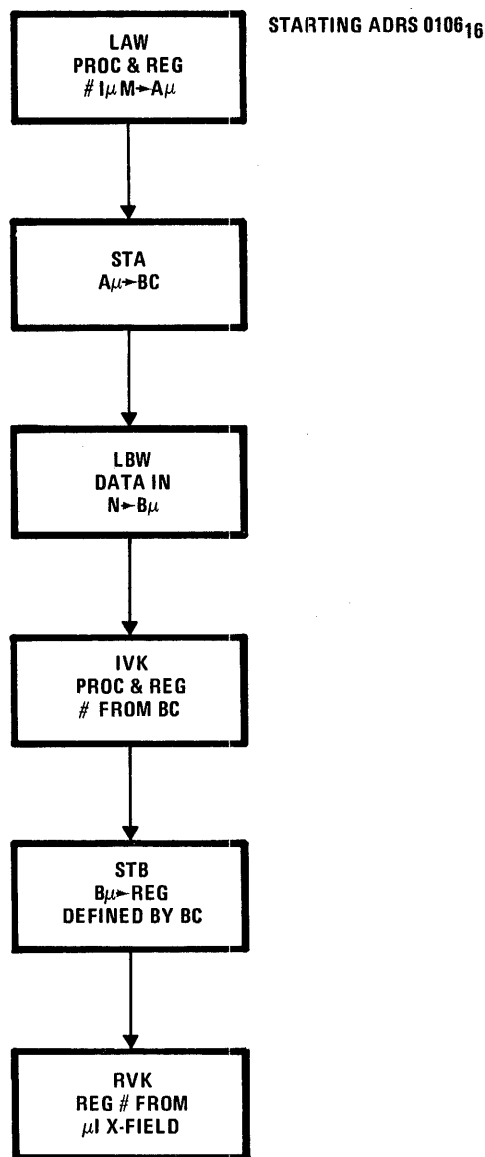 STARTING ADRS 0106₁₆
LAW
PROC & REG
# IμM→Aμ
STA
Aμ→BC
LBW
DATA IN
N→Bμ
IVK
PROC & REG
# FROM BC
STB
Bμ→REG
DEFINED BY BC
RVK
REG # FROM
μI X-FIELD